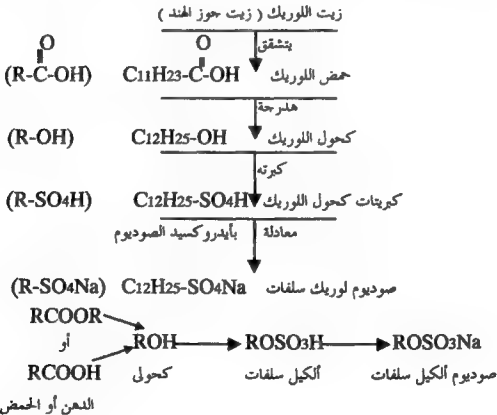 زيت اللوريك ( زيت جوز الهند )
يتشقق
O O
(R-C-OH) C11H23-C-OH حمض اللوريك
هدرجة
(R-OH) C12H25-OH كحول اللوريك
كبرته
(R-SO4H) C12H25-SO4H كبريتات كحول اللوريك
معادلة بأيدروكسيد الصوديوم
(R-SO4Na) C12H25-SO4Na صوديوم لوريك سلفات
RCOOR
أو ROH ROSO3H ROSO3Na
RCOOH كحولى ألكيل سلفات صوديوم ألكيل سلفات
الدهن أو الحمض